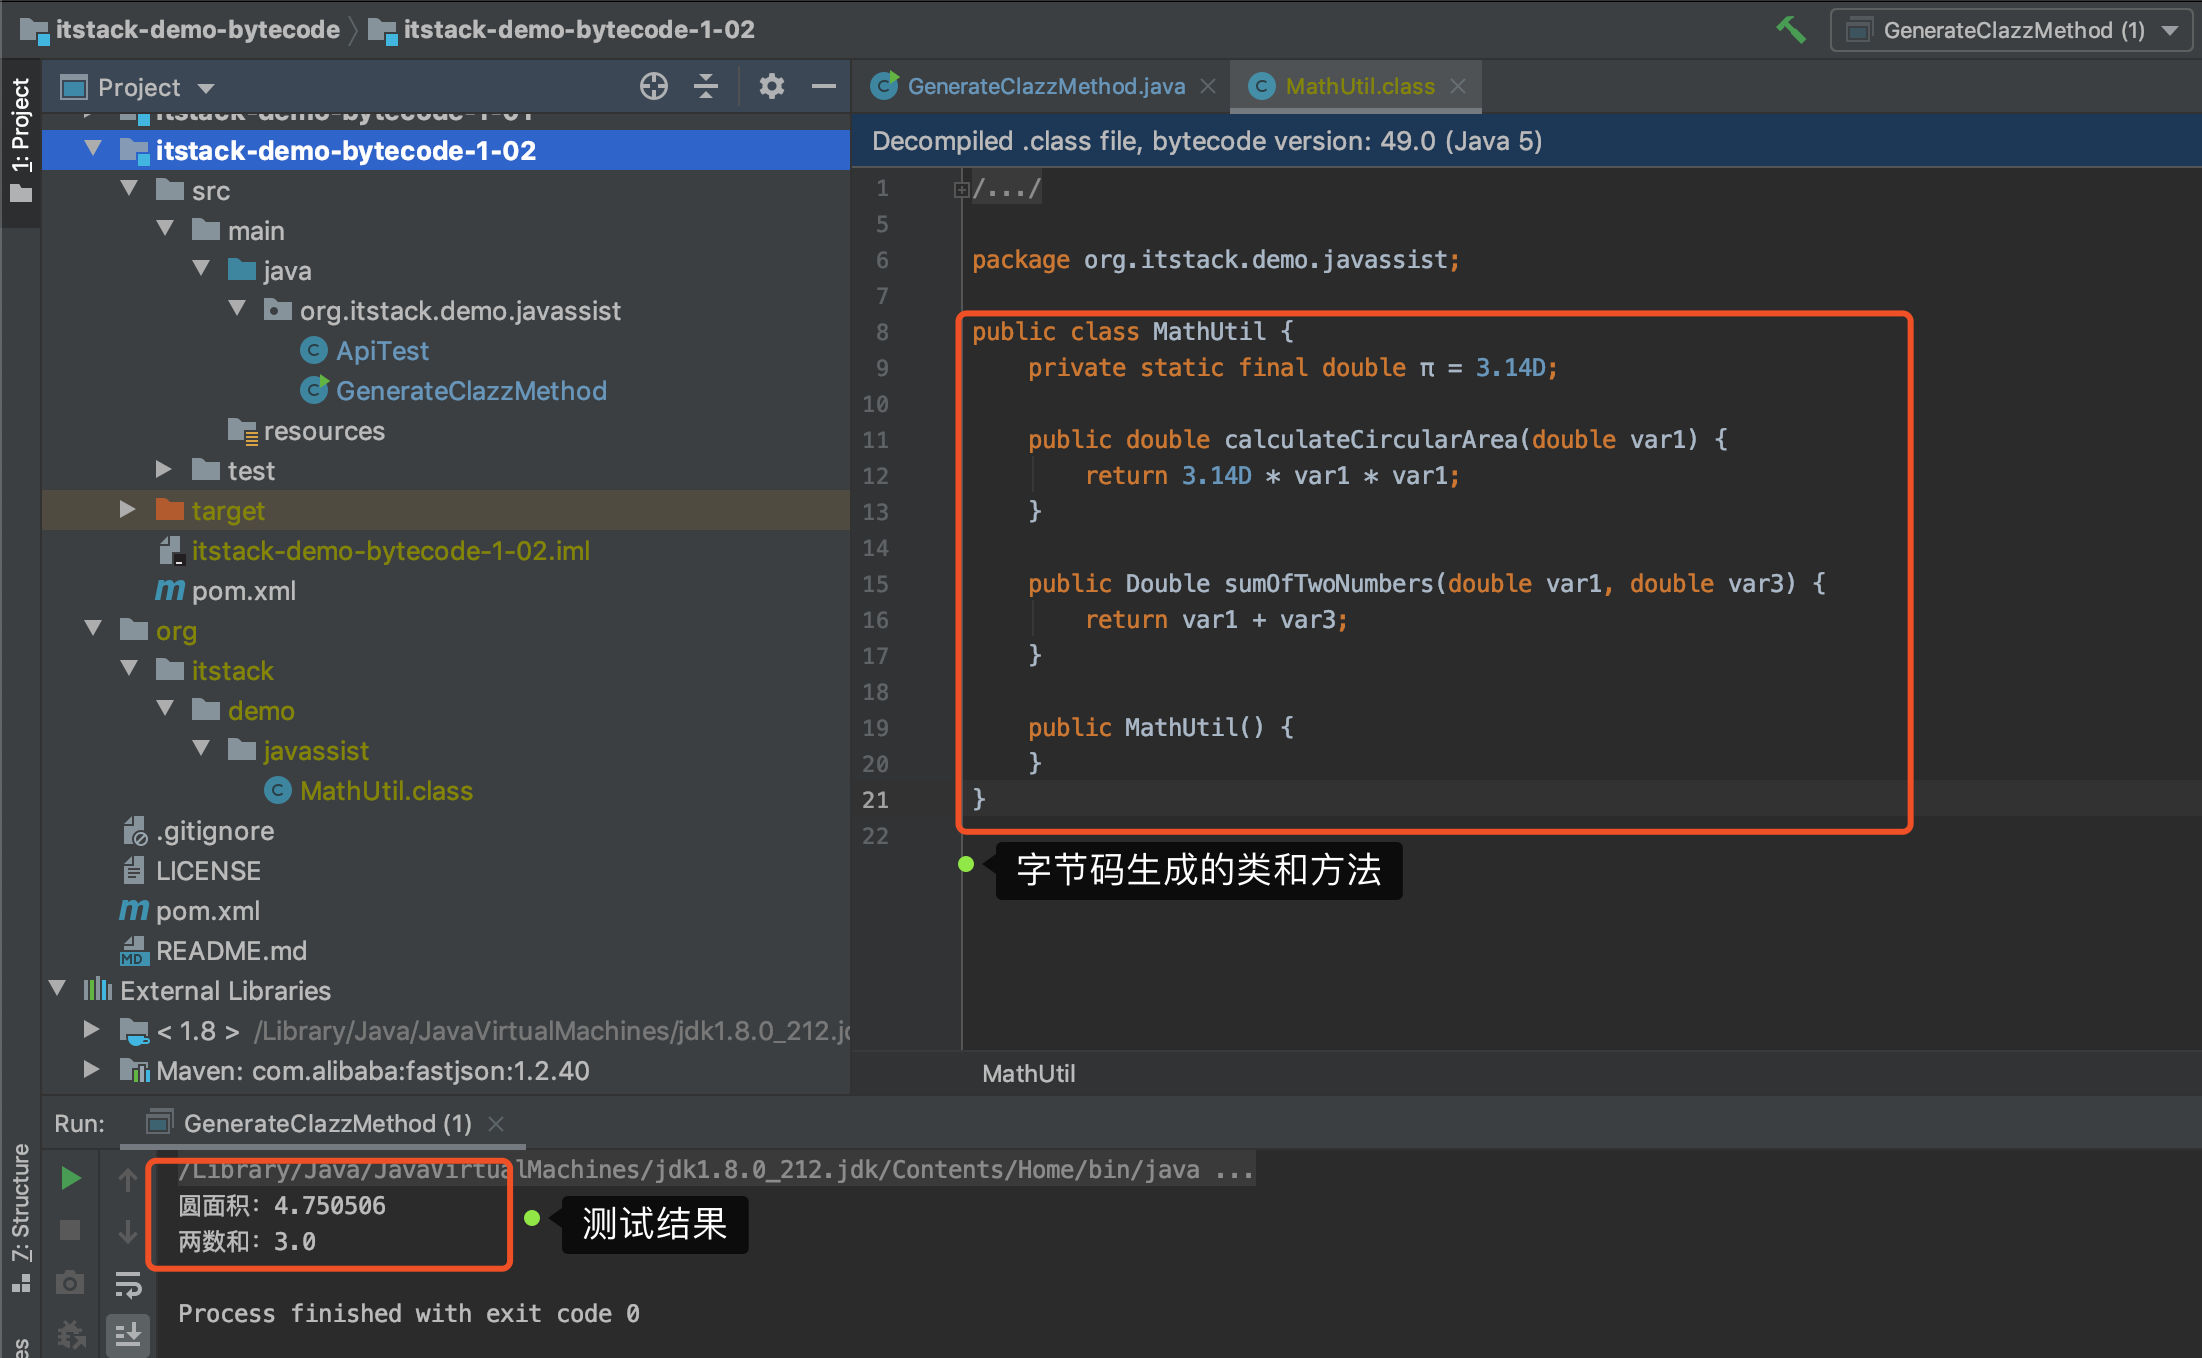 itstack-demo-bytecode
itstack-demo-bytecode-1-02
GenerateClazzMethod (1)
1: Project
Project
itstack-demo-bytecode-1-01
itstack-demo-bytecode-1-02
src
main
java
org.itstack.demo.javassist
ApiTest
GenerateClazzMethod
resources
test
target
itstack-demo-bytecode-1-02.iml
pom.xml
org
itstack
demo
javassist
MathUtil.class
.gitignore
LICENSE
pom.xml
README.md
External Libraries
< 1.8 > /Library/Java/JavaVirtualMachines/jdk1.8.0_212.j
Maven: com.alibaba:fastjson:1.2.40
GenerateClazzMethod.java
MathUtil.class
Decompiled .class file, bytecode version: 49.0 (Java 5)
1 /.../
5
6 package org.itstack.demo.javassist;
7
8 public class MathUtil {
9 private static final double π = 3.14D;
10
11 public double calculateCircularArea(double var1) {
12 return 3.14D * var1 * var1;
13 }
14
15 public Double sumOfTwoNumbers(double var1, double var3) {
16 return var1 + var3;
17 }
18
19 public MathUtil() {
20 }
21 }
22
字节码生成的类和方法
MathUtil
7: Structure
Run:
GenerateClazzMethod (1)
/Library/Java/JavaVirtualMachines/jdk1.8.0_212.jdk/Contents/Home/bin/java ...
圆面积：4.750506
两数和：3.0
测试结果
Process finished with exit code 0